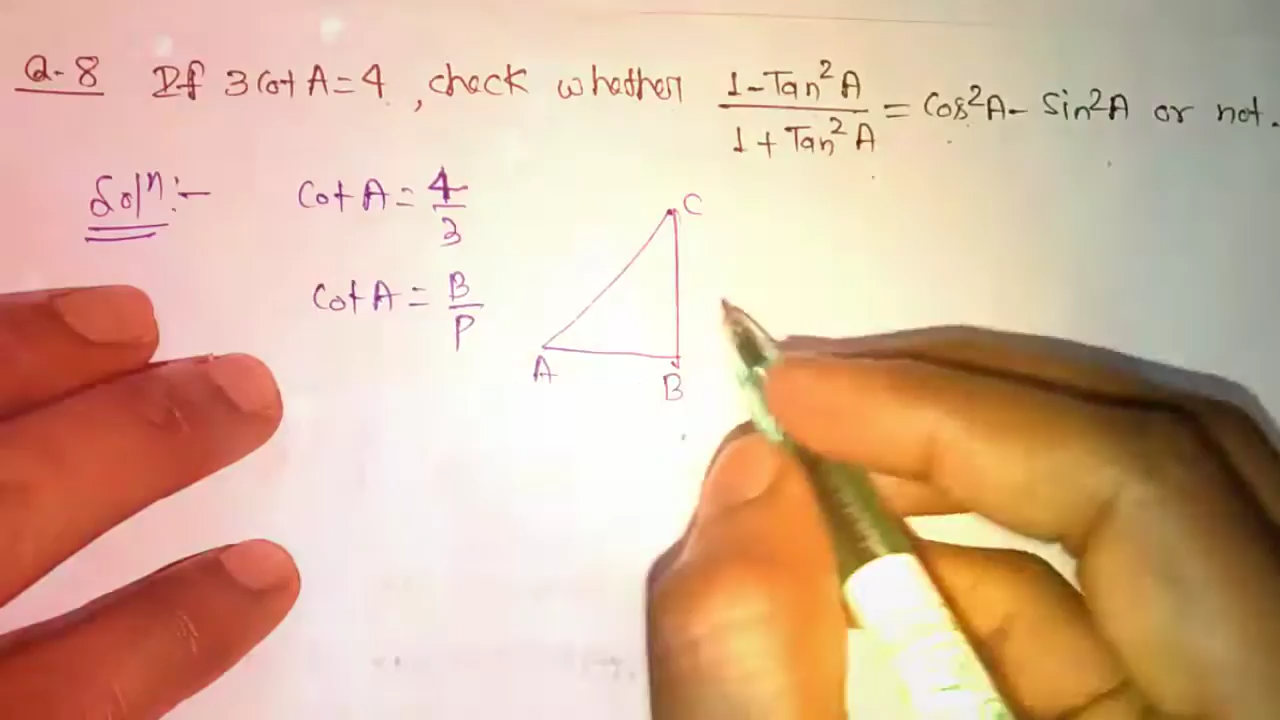 Q-8 If 3 Cot A = 4, check whether 1-Tan²A / 1+Tan²A = Cos²A - Sin²A or not.
Solⁿ:- Cot A = 4/3
Cot A = B/P
C
A
B